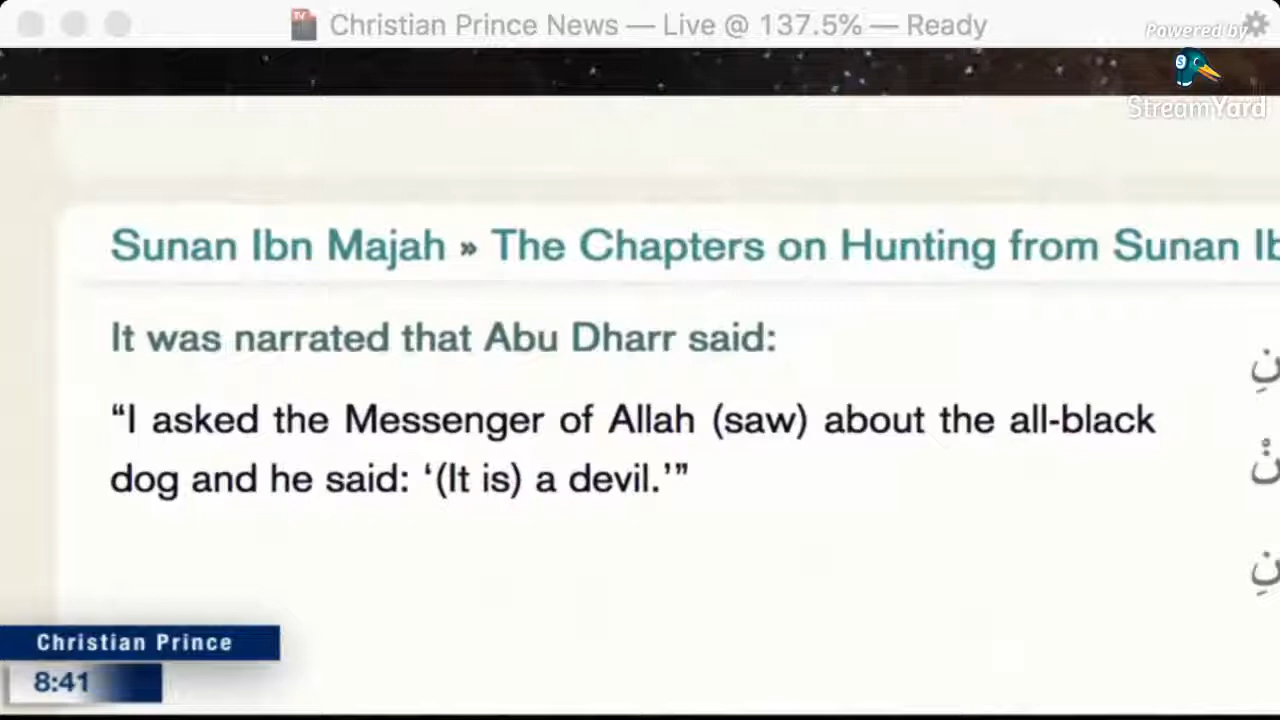 Christian Prince News — Live @ 137.5% — Ready
Powered by
StreamYard
Sunan Ibn Majah » The Chapters on Hunting from Sunan Ib
It was narrated that Abu Dharr said:
“I asked the Messenger of Allah (saw) about the all-black
dog and he said: ‘(It is) a devil.’”
Christian Prince
8:41